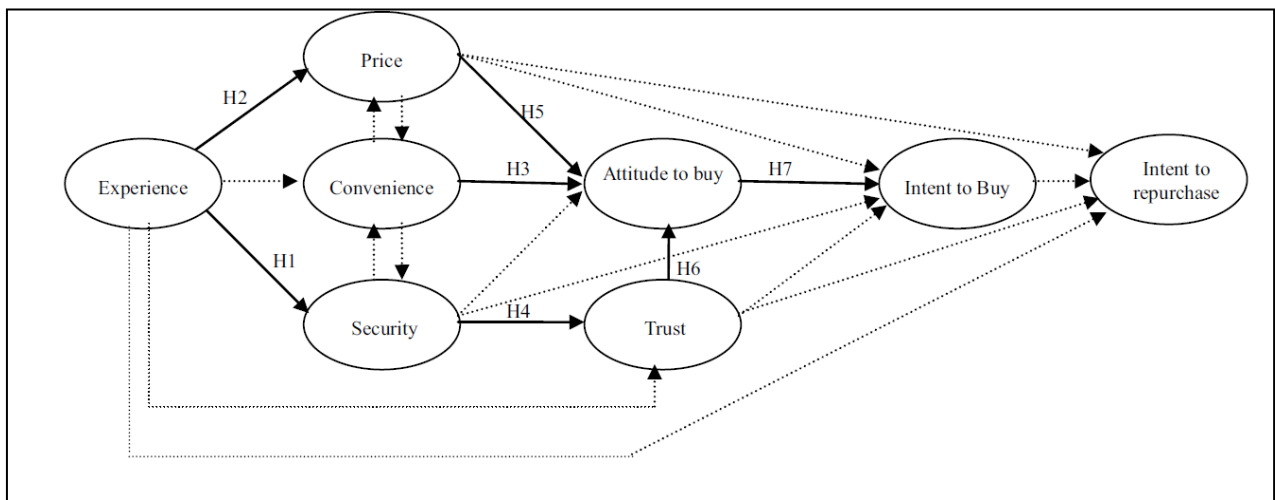 Price
H2
H5
Experience
Convenience
H3
Attitude to buy
H7
Intent to Buy
Intent to
repurchase
H1
H6
Security
H4
Trust